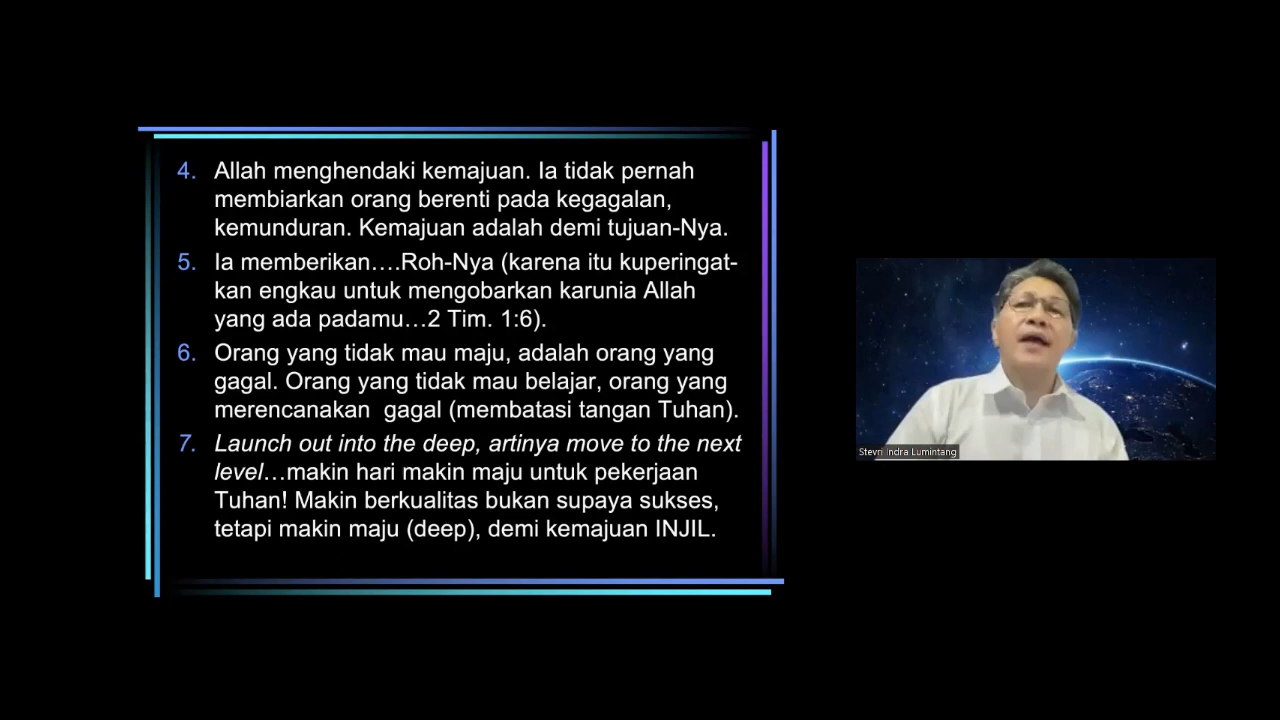 4. Allah menghendaki kemajuan. Ia tidak pernah
membiarkan orang berenti pada kegagalan,
kemunduran. Kemajuan adalah demi tujuan-Nya.
5. Ia memberikan….Roh-Nya (karena itu kuperingat-
kan engkau untuk mengobarkan karunia Allah
yang ada padamu…2 Tim. 1:6).
6. Orang yang tidak mau maju, adalah orang yang
gagal. Orang yang tidak mau belajar, orang yang
merencanakan  gagal (membatasi tangan Tuhan).
7. Launch out into the deep, artinya move to the next
level…makin hari makin maju untuk pekerjaan
Tuhan! Makin berkualitas bukan supaya sukses,
tetapi makin maju (deep), demi kemajuan INJIL.
Stevri Indra Lumintang